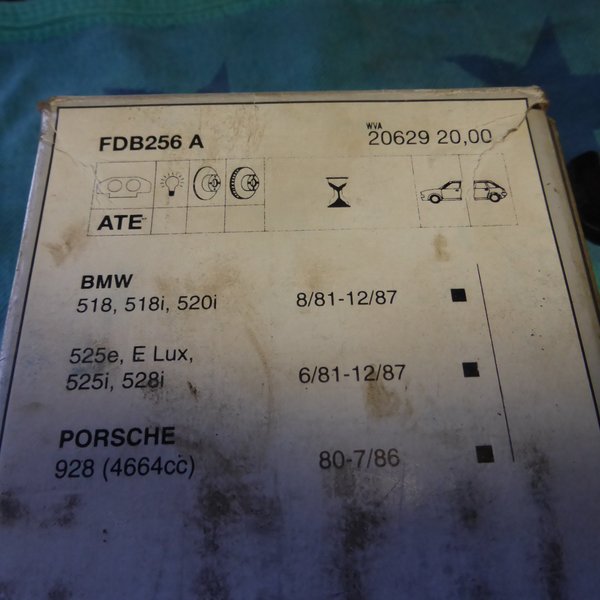 FDB256 A
WVA
20629 20,00
ATE
BMW
518, 518i, 520i 8/81-12/87
525e, E Lux,
525i, 528i 6/81-12/87
PORSCHE
928 (4664cc) 80-7/86